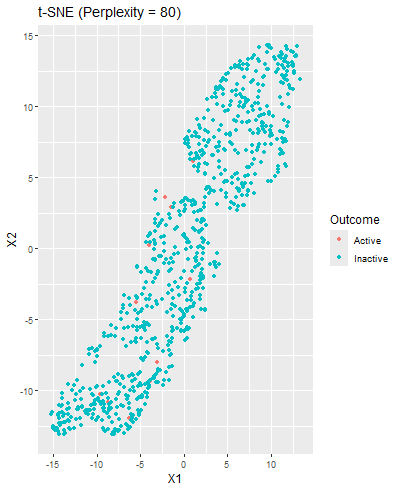 t-SNE (Perplexity = 80)
15
10
5
0
-5
-10
X2
-15
-10
-5
0
5
10
X1
Outcome
Active
Inactive